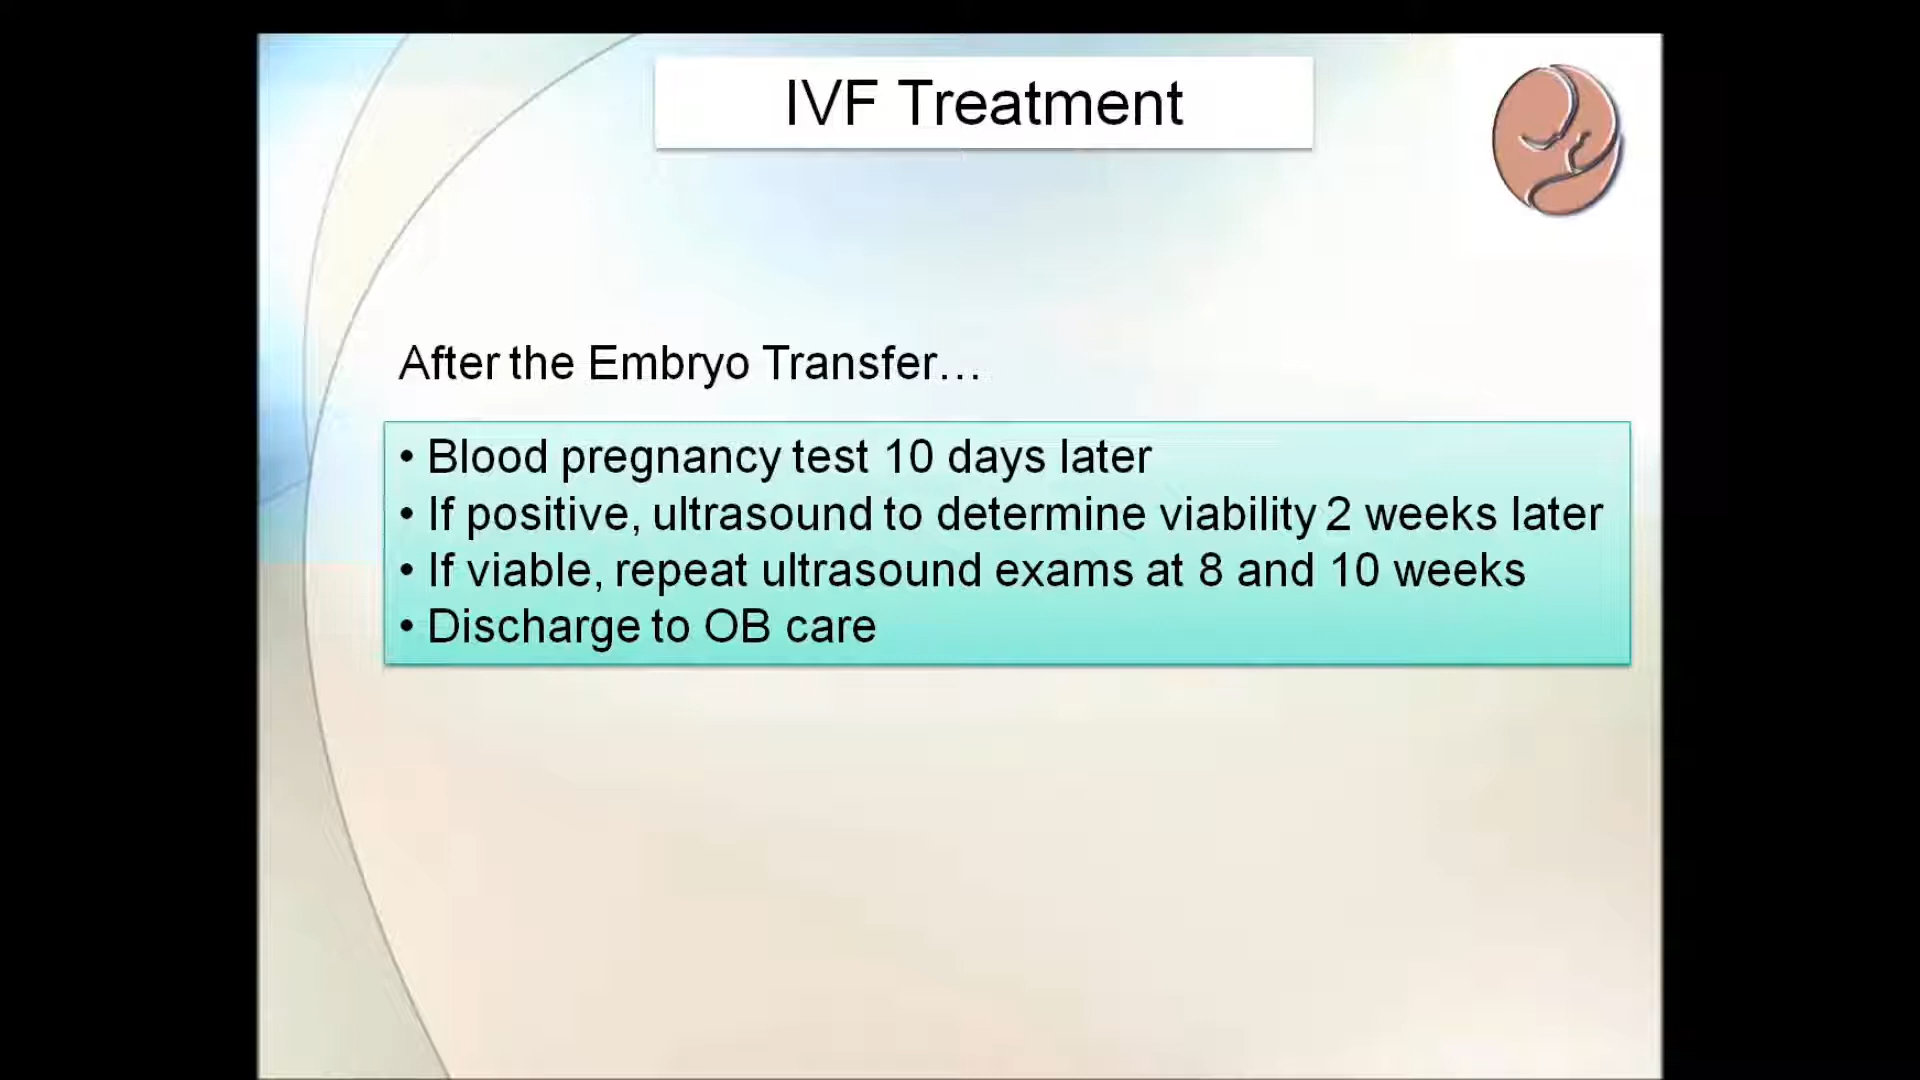 IVF Treatment
After the Embryo Transfer…
• Blood pregnancy test 10 days later
• If positive, ultrasound to determine viability 2 weeks later
• If viable, repeat ultrasound exams at 8 and 10 weeks
• Discharge to OB care